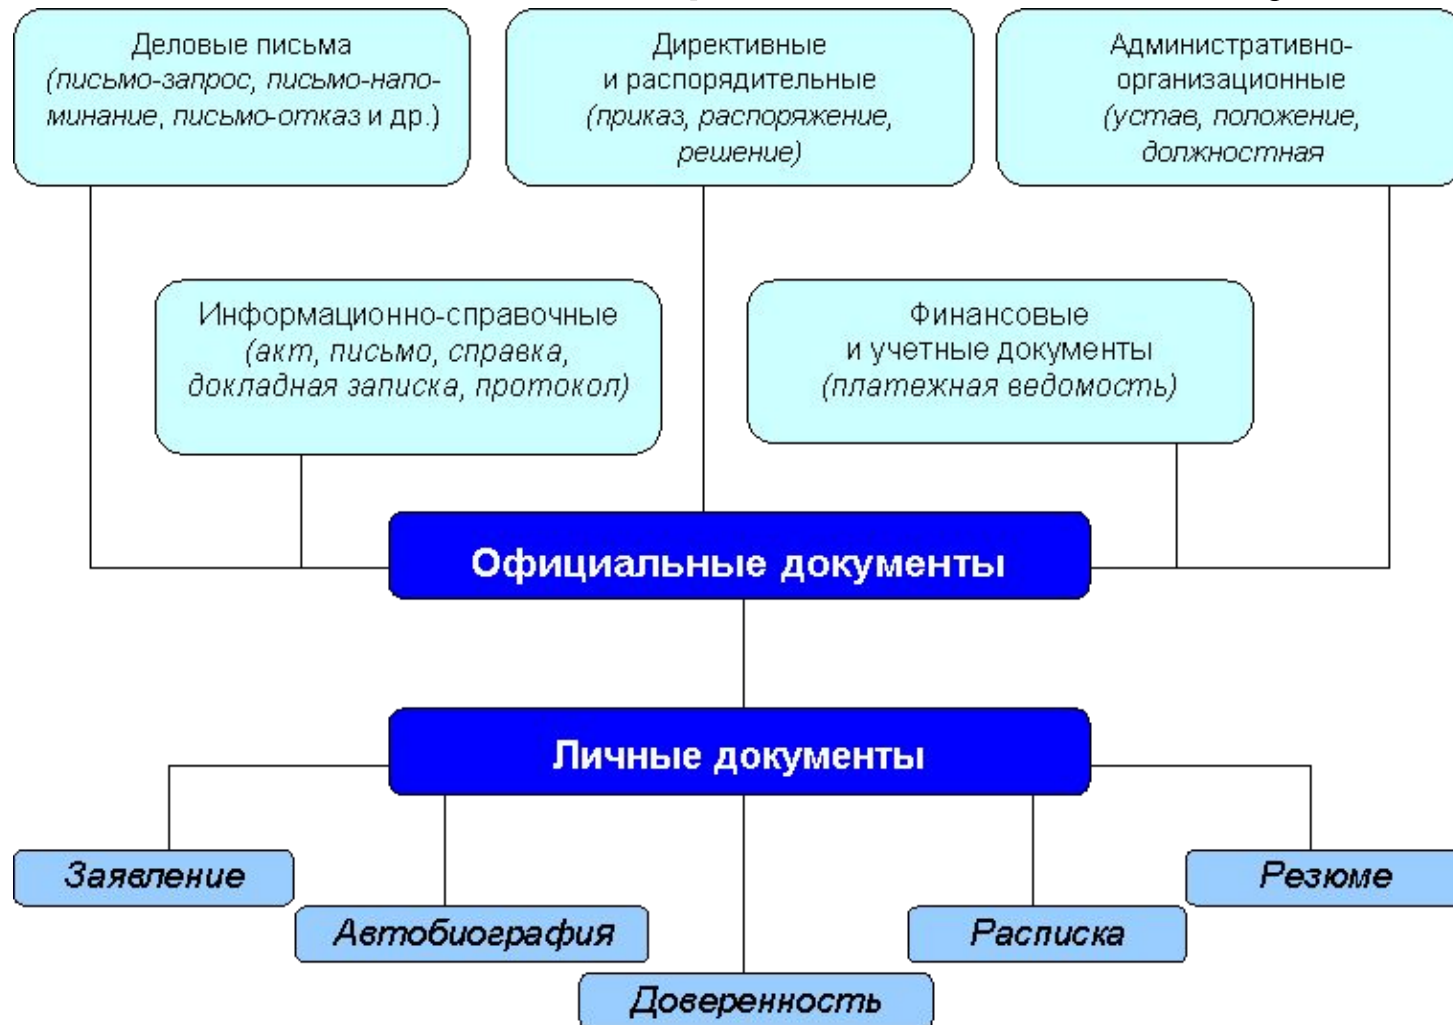 Деловые письма
(письмо-запрос, письмо-напо-
минание, письмо-отказ и др.)
Директивные
и распорядительные
(приказ, распоряжение,
решение)
Административно-
организационные
(устав, положение,
должностная
Информационно-справочные
(акт, письмо, справка,
докладная записка, протокол)
Финансовые
и учетные документы
(платежная ведомость)
Официальные документы
Личные документы
Заявление
Автобиография
Доверенность
Расписка
Резюме